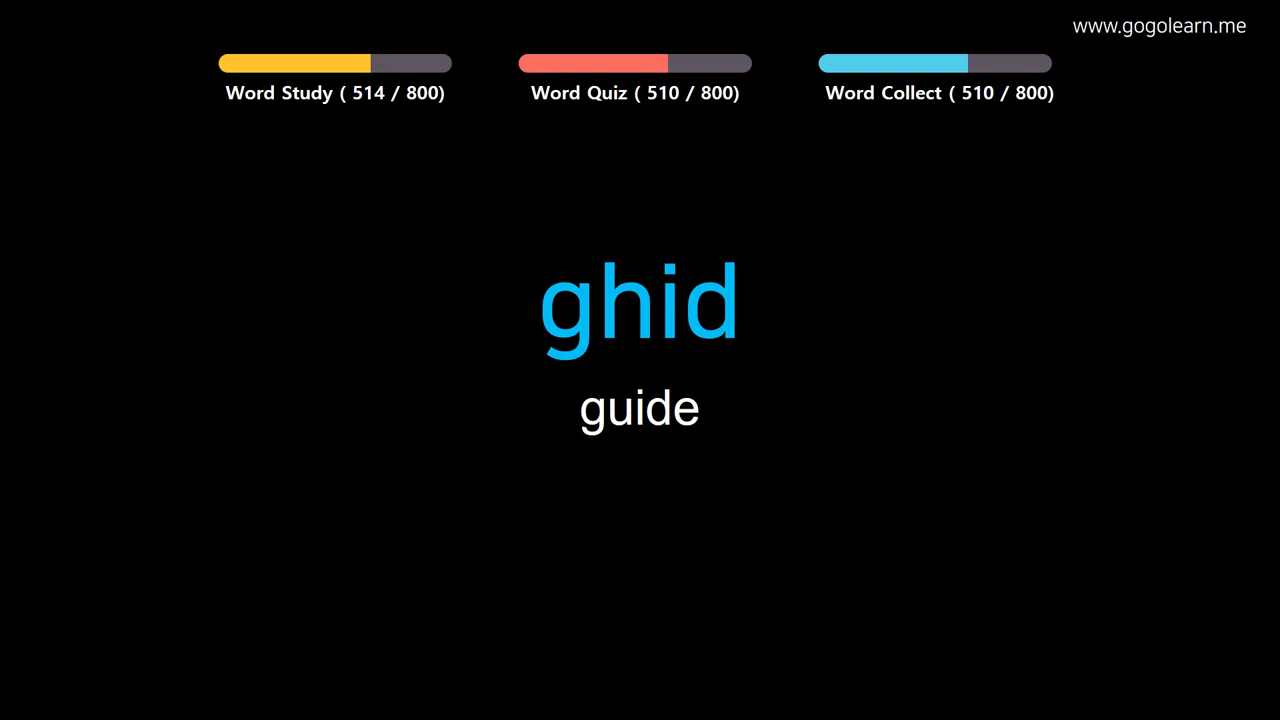 www.gogolearn.me
Word Study ( 514 / 800)
Word Quiz ( 510 / 800)
Word Collect ( 510 / 800)
ghid
guide